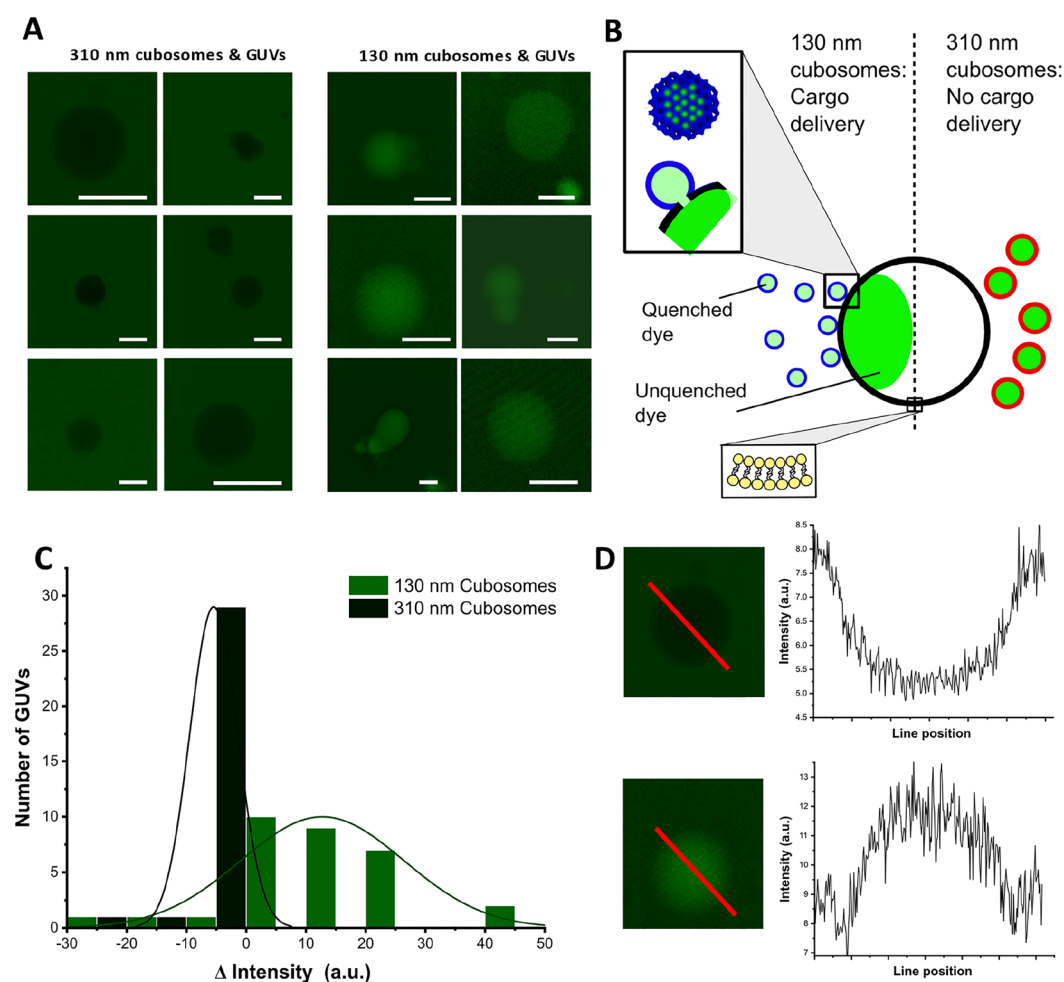 A
310 nm cubosomes & GUVs
130 nm cubosomes & GUVs
B
130 nm
cubosomes:
Cargo
delivery
310 nm
cubosomes:
No cargo
delivery
Quenched
dye
Unquenched
dye
C
130 nm Cubosomes
310 nm Cubosomes
Number of GUVs
30
25
20
15
10
5
0
-30
-20
-10
0
10
20
30
40
50
Δ Intensity (a.u.)
D
Intensity (a.u.)
8.5
8.0
7.5
7.0
6.5
6.0
5.5
5.0
4.5
Line position
Intensity (a.u.)
13
12
11
10
9
8
7
Line position